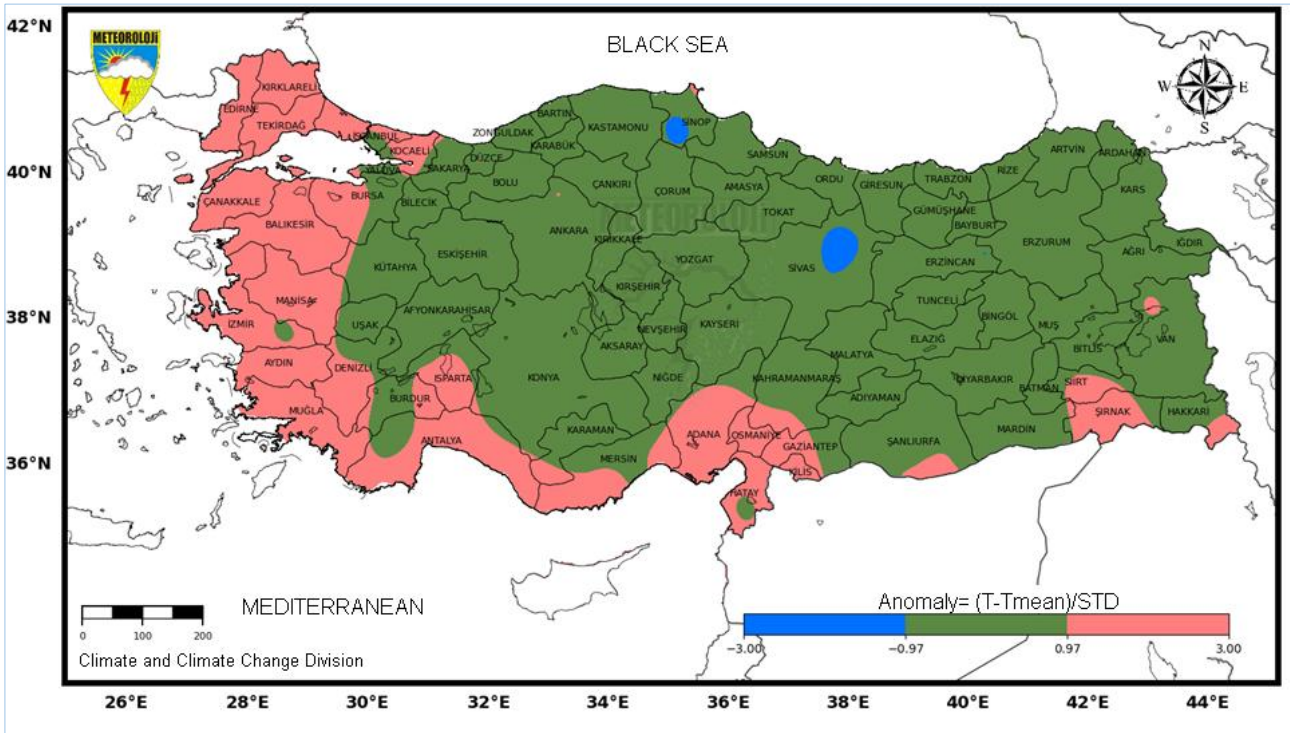 42°N
METEOROLOJİ
BLACK SEA
N
W
E
S
KIRKLARELİ
EDİRNE
TEKİRDAĞ
İSTANBUL
KOCAELİ
YALOVA
SAKARYA
DÜZCE
ZONGULDAK
BARTIN
KARABÜK
KASTAMONU
SİNOP
40°N
SAMSUN
ORDU
GİRESUN
TRABZON
RİZE
ARTVİN
ARDAHAN
KARS
ÇANAKKALE
BALIKESİR
BURSA
BİLECİK
BOLU
ÇANKIRI
ÇORUM
AMASYA
TOKAT
GÜMÜŞHANE
BAYBURT
METEOROLOJİ
ANKARA
KIRIKKALE
ERZURUM
AĞRI
IĞDIR
KÜTAHYA
ESKİŞEHİR
YOZGAT
SİVAS
ERZİNCAN
MANİSA
KIRŞEHİR
TUNCELİ
38°N
İZMİR
UŞAK
AFYONKARAHİSAR
NEVŞEHİR
KAYSERİ
BİNGÖL
MUŞ
AKSARAY
ELAZIĞ
BİTLİS
VAN
AYDIN
DENİZLİ
ISPARTA
KONYA
NİĞDE
MALATYA
KAHRAMANMARAŞ
DİYARBAKIR
BATMAN
SİİRT
MUĞLA
BURDUR
ADIYAMAN
ŞIRNAK
HAKKARİ
ANTALYA
KARAMAN
ADANA
OSMANİYE
GAZİANTEP
ŞANLIURFA
MARDİN
36°N
MERSİN
KİLİS
HATAY
MEDITERRANEAN
0
100
200
Climate and Climate Change Division
Anomaly= (T-Tmean)/STD
−3.00
−0.97
0.97
3.00
26°E
28°E
30°E
32°E
34°E
36°E
38°E
40°E
42°E
44°E